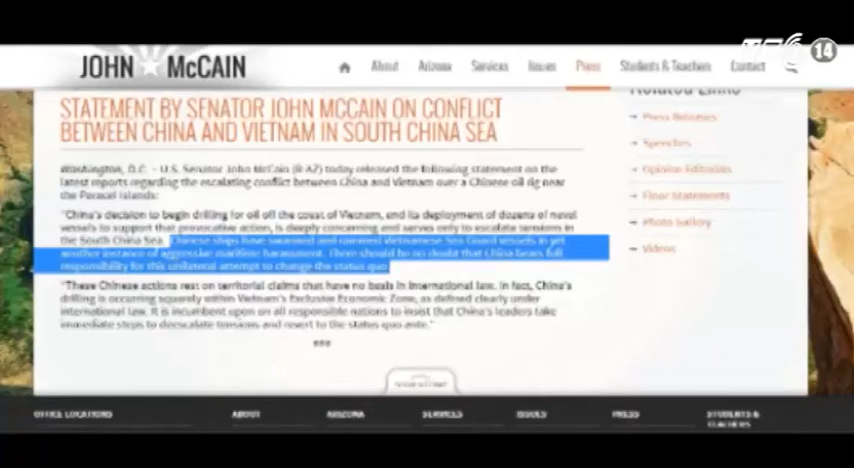 VTC
14
JOHN McCAIN
About Arizona Services Issues Press Students & Teachers Contact
STATEMENT BY SENATOR JOHN MCCAIN ON CONFLICT
BETWEEN CHINA AND VIETNAM IN SOUTH CHINA SEA
Washington, D.C. – U.S. Senator John McCain (R-AZ) today released the following statement on the
latest reports regarding the escalating conflict between China and Vietnam over a Chinese oil rig near
the Paracel Islands:
"China's decision to begin drilling for oil off the coast of Vietnam, and its deployment of dozens of naval
vessels to support that provocative action, is deeply concerning and serves only to escalate tensions in
the South China Sea. Chinese ships have swarmed and rammed Vietnamese Sea Guard vessels in yet
another instance of aggressive maritime harassment. There should be no doubt that China bears full
responsibility for this unilateral attempt to change the status quo.
"These Chinese actions rest on territorial claims that have no basis in international law. In fact, China's
drilling is occurring squarely within Vietnam's Exclusive Economic Zone, as defined clearly under
international law. It is incumbent upon all responsible nations to insist that China's leaders take
immediate steps to deescalate tensions and revert to the status quo ante."
###
Related Links
Press Releases
Speeches
Opinion Editorials
Floor Statements
Photo Gallery
Videos
OFFICE LOCATIONS ABOUT ARIZONA SERVICES ISSUES PRESS STUDENTS &
TEACHERS